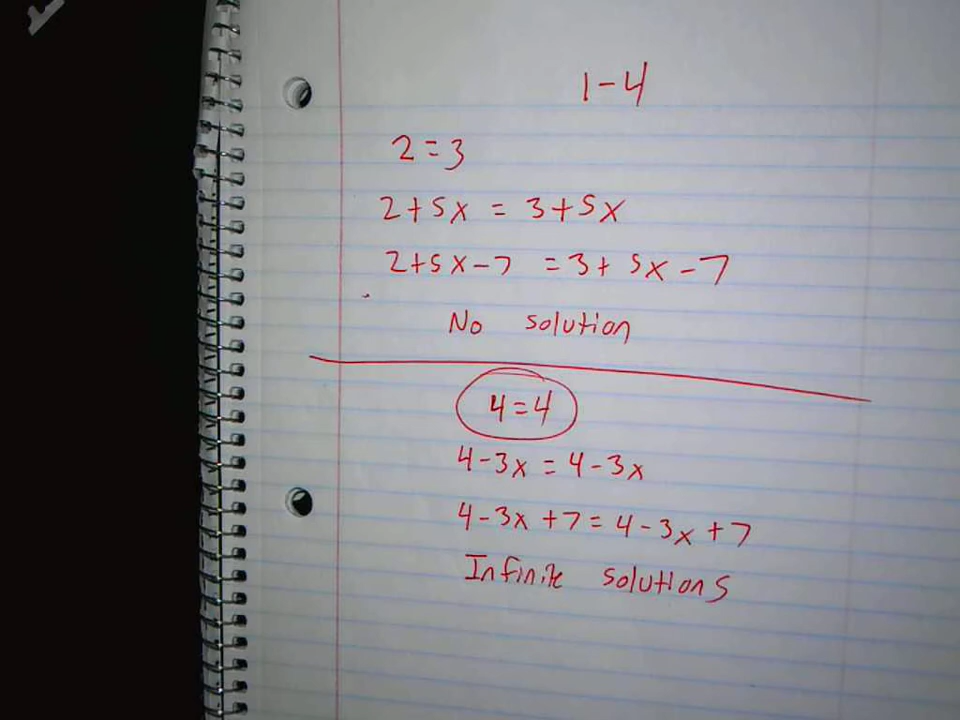 1-4
2=3
2+5x = 3+5x
2+5x-7 = 3+ 5x-7
No solution
4=4
4-3x=4-3x
4-3x+7=4-3x+7
Infinite solutions